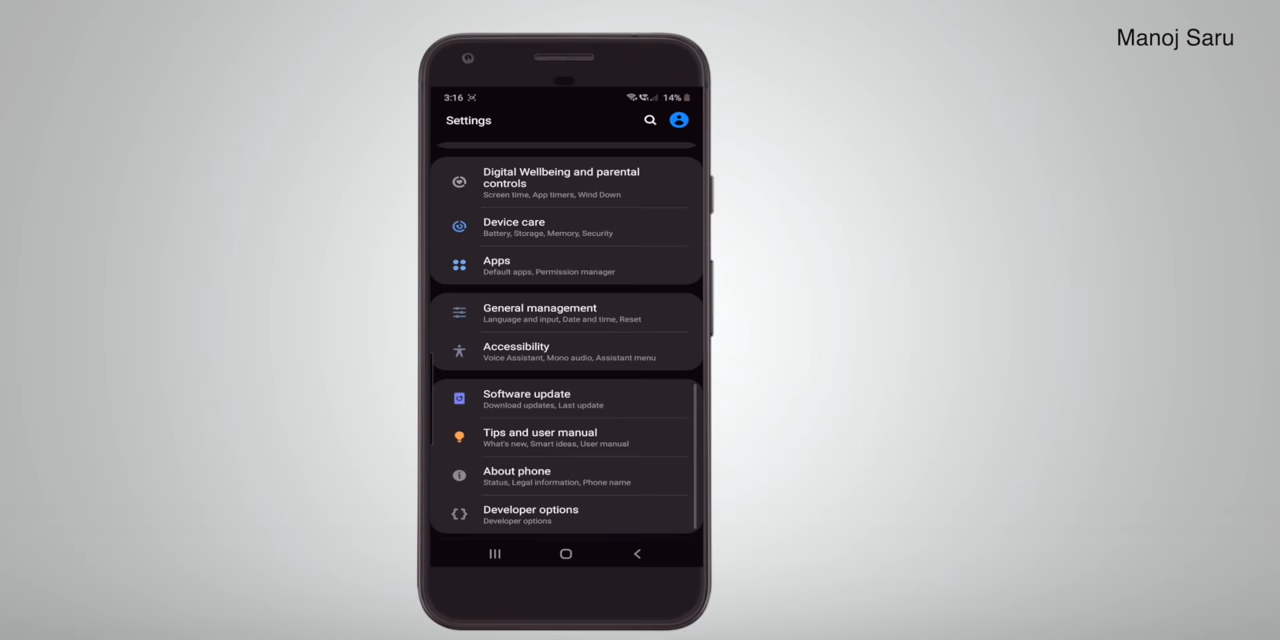 Manoj Saru
3:16
14%
Settings
Digital Wellbeing and parental
controls
Screen time, App timers, Wind Down
Device care
Battery, Storage, Memory, Security
Apps
Default apps, Permission manager
General management
Language and input, Date and time, Reset
Accessibility
Voice Assistant, Mono audio, Assistant menu
Software update
Download updates, Last update
Tips and user manual
What's new, Smart ideas, User manual
About phone
Status, Legal information, Phone name
Developer options
Developer options